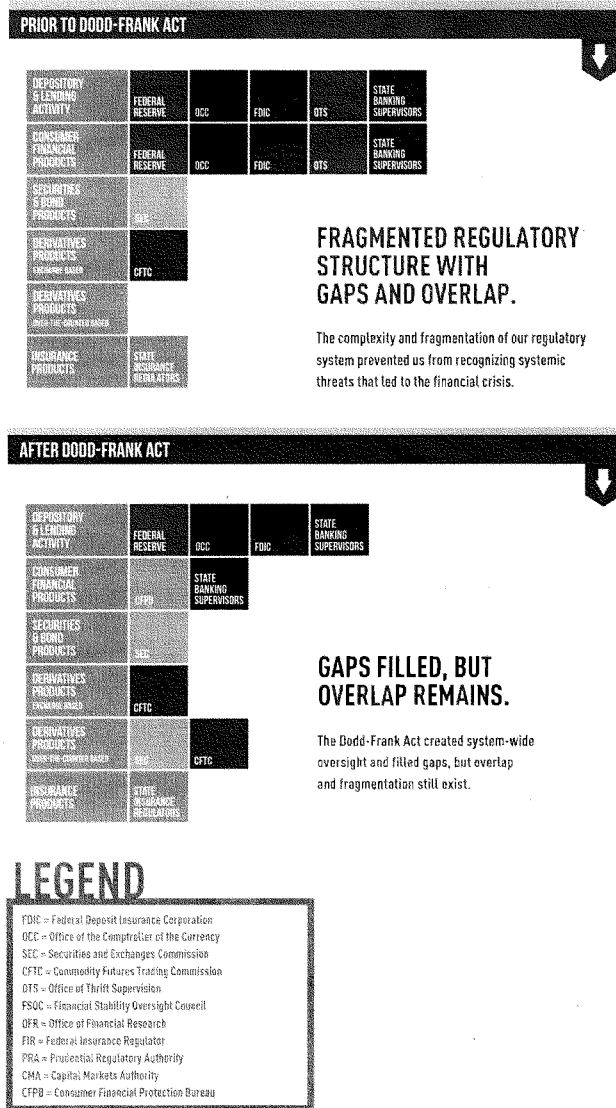 PRIOR TO DODD-FRANK ACT
DEPOSITORY
& LENDING
ACTIVITY
FEDERAL
RESERVE
OCC
FDIC
OTS
STATE
BANKING
SUPERVISORS
CONSUMER
FINANCIAL
PRODUCTS
FEDERAL
RESERVE
OCC
FDIC
OTS
STATE
BANKING
SUPERVISORS
SECURITIES
& BOND
PRODUCTS
SEC
DERIVATIVES
PRODUCTS
EXCHANGE BASED
CFTC
DERIVATIVES
PRODUCTS
OVER-THE-COUNTER BASED
INSURANCE
PRODUCTS
STATE
INSURANCE
REGULATORS
FRAGMENTED REGULATORY
STRUCTURE WITH
GAPS AND OVERLAP.
The complexity and fragmentation of our regulatory
system prevented us from recognizing systemic
threats that led to the financial crisis.
AFTER DODD-FRANK ACT
DEPOSITORY
& LENDING
ACTIVITY
FEDERAL
RESERVE
OCC
FDIC
STATE
BANKING
SUPERVISORS
CONSUMER
FINANCIAL
PRODUCTS
CFPB
STATE
BANKING
SUPERVISORS
SECURITIES
& BOND
PRODUCTS
SEC
DERIVATIVES
PRODUCTS
EXCHANGE BASED
CFTC
DERIVATIVES
PRODUCTS
OVER-THE-COUNTER BASED
SEC
CFTC
INSURANCE
PRODUCTS
STATE
INSURANCE
REGULATORS
GAPS FILLED, BUT
OVERLAP REMAINS.
The Dodd-Frank Act created system-wide
oversight and filled gaps, but overlap
and fragmentation still exist.
LEGEND
FDIC = Federal Deposit Insurance Corporation
OCC = Office of the Comptroller of the Currency
SEC = Securities and Exchanges Commission
CFTC = Commodity Futures Trading Commission
OTS = Office of Thrift Supervision
FSOC = Financial Stability Oversight Council
OFR = Office of Financial Research
FIR = Federal Insurance Regulator
PRA = Prudential Regulatory Authority
CMA = Capital Markets Authority
CFPB = Consumer Financial Protection Bureau